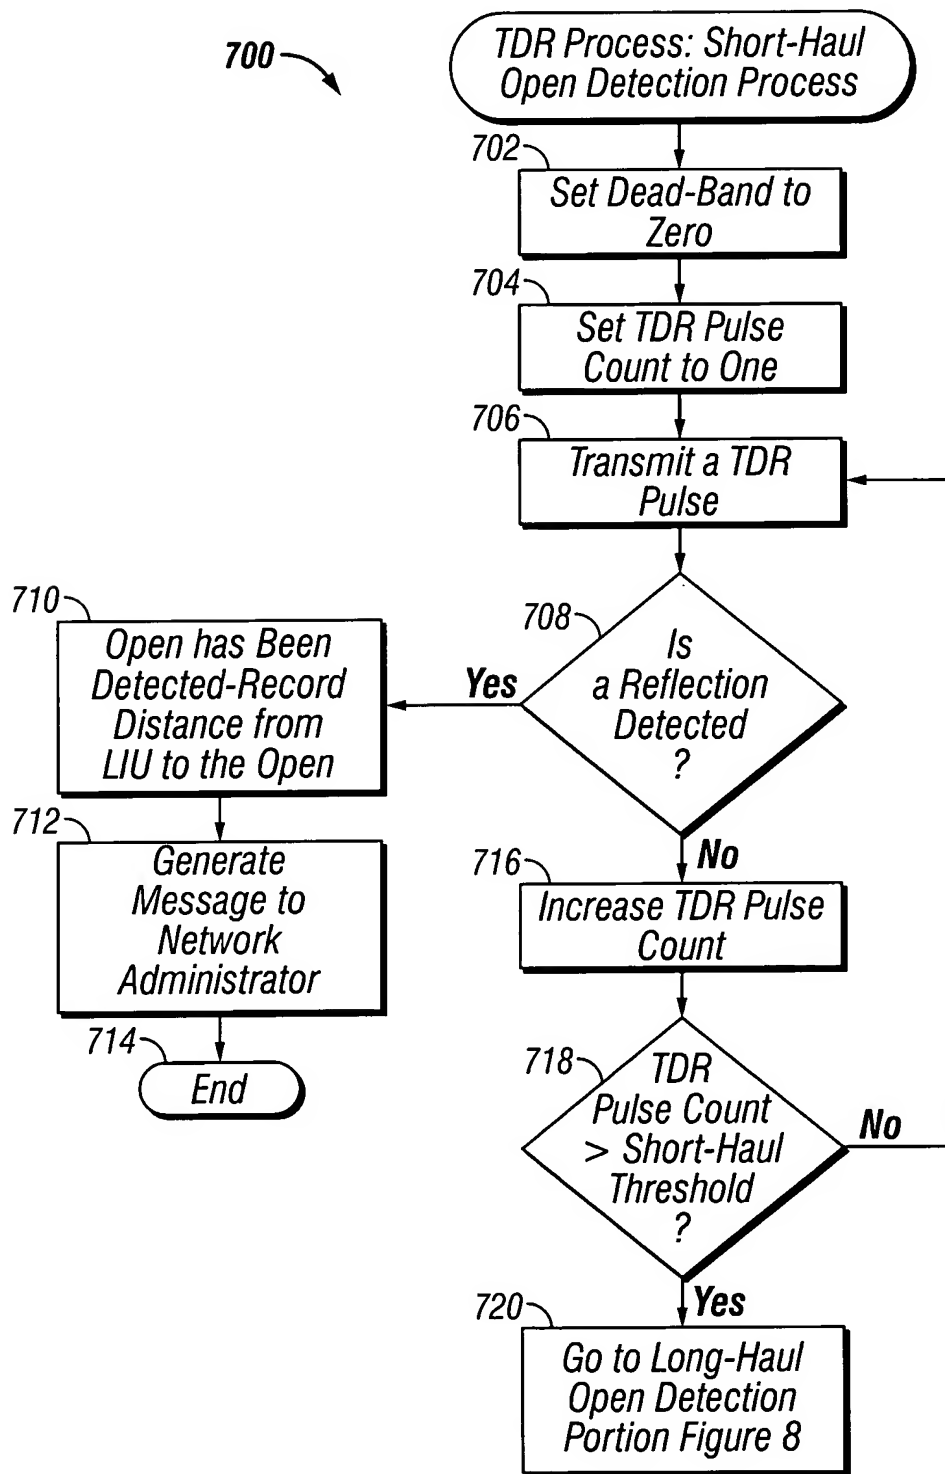 700
TDR Process: Short-Haul
Open Detection Process
702
Set Dead-Band to
Zero
704
Set TDR Pulse
Count to One
706
Transmit a TDR
Pulse
708
Is
a Reflection
Detected
?
Yes
710
Open has Been
Detected-Record
Distance from
LIU to the Open
712
Generate
Message to
Network
Administrator
714
End
No
716
Increase TDR Pulse
Count
718
TDR
Pulse Count
> Short-Haul
Threshold
?
No
Yes
720
Go to Long-Haul
Open Detection
Portion Figure 8